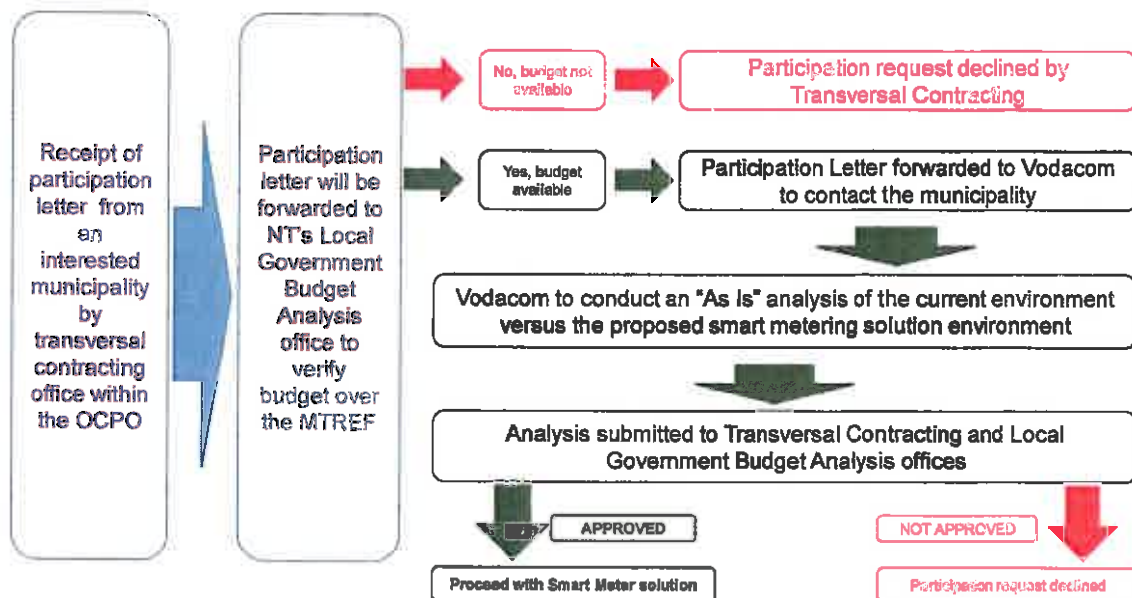 Receipt of
participation
letter from
an
interested
municipality
by
transversal
contracting
office within
the OCPO
Participation
letter will be
forwarded to
NT's Local
Government
Budget
Analysis
office to
verify
budget over
the MTREF
No, budget not
available
Participation request declined by
Transversal Contracting
Yes, budget
available
Participation Letter forwarded to Vodacom
to contact the municipality
Vodacom to conduct an "As Is" analysis of the current environment
versus the proposed smart metering solution environment
Analysis submitted to Transversal Contracting and Local
Government Budget Analysis offices
APPROVED
NOT APPROVED
Proceed with Smart Meter solution
Participation request declined